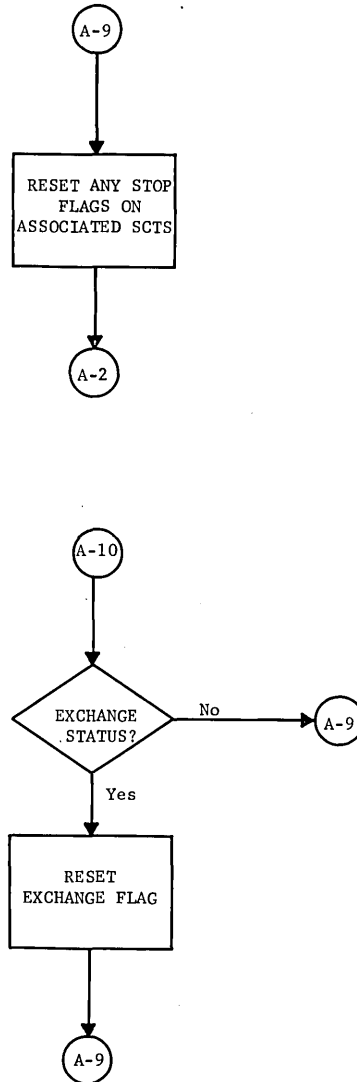 A-9
RESET ANY STOP
FLAGS ON
ASSOCIATED SCTS
A-2
A-10
EXCHANGE
STATUS?
No
A-9
Yes
RESET
EXCHANGE FLAG
A-9